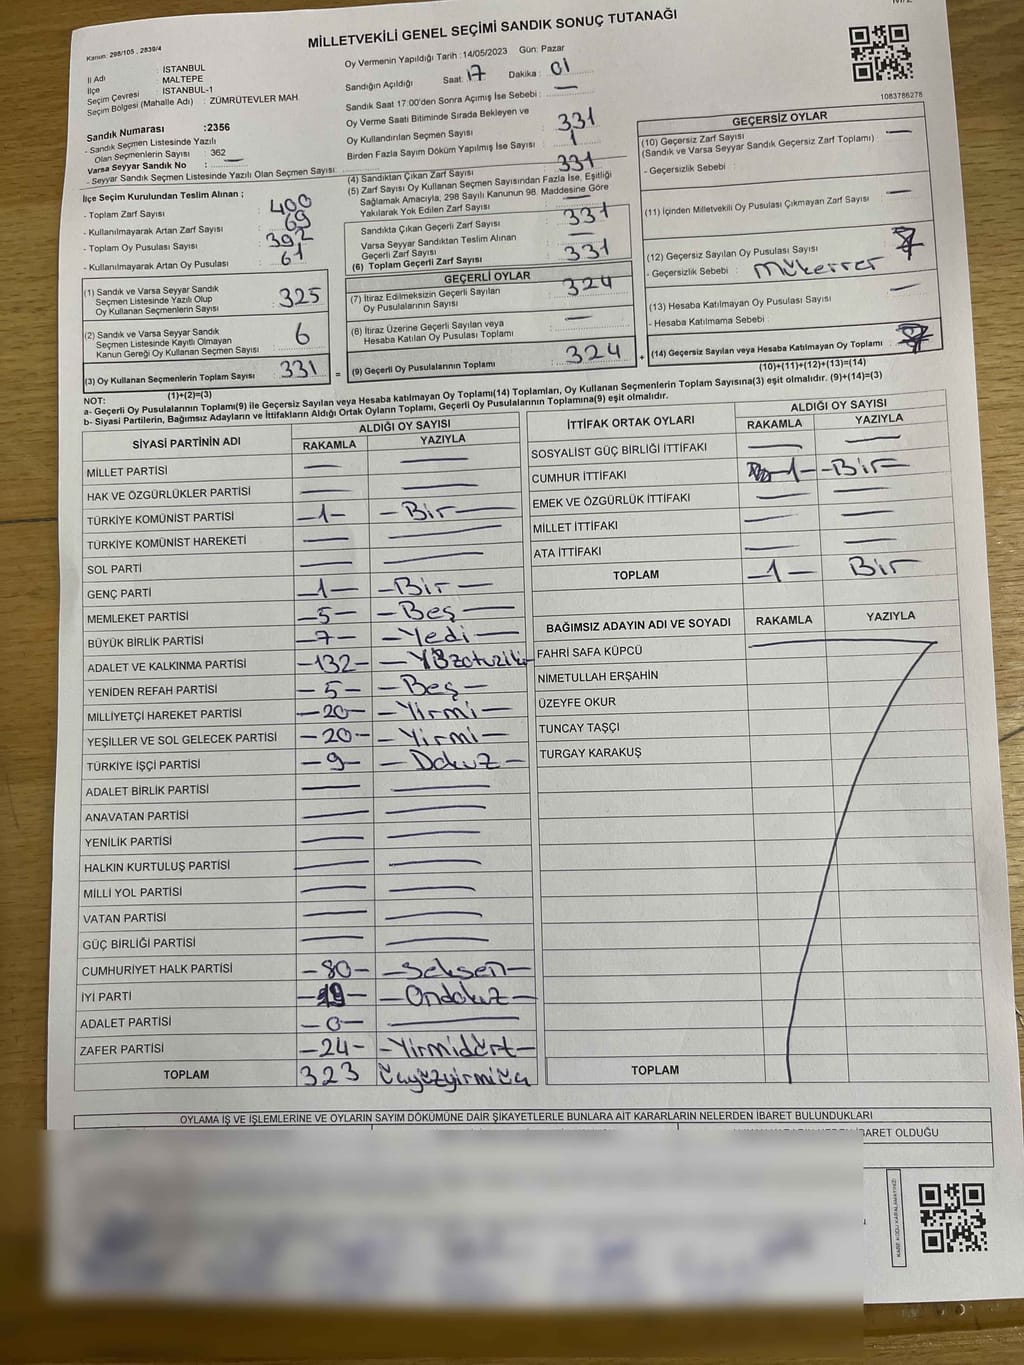 MİLLETVEKİLİ GENEL SEÇİMİ SANDIK SONUÇ TUTANAĞI
Kanun: 298/105 , 2839/4
İl Adı : İSTANBUL
İlçe : MALTEPE
Seçim Çevresi : İSTANBUL-1
Seçim Bölgesi (Mahalle Adı) : ZÜMRÜTEVLER MAH
Sandık Numarası :2356
- Sandık Seçmen Listesinde Yazılı
Olan Seçmenlerin Sayısı : 362
Varsa Seyyar Sandık No : —
- Seyyar Sandık Seçmen Listesinde Yazılı Olan Seçmen Sayısı:
Oy Vermenin Yapıldığı Tarih :14/05/2023 Gün: Pazar
Sandığın Açıldığı Saat: 17 Dakika : 01
Sandık Saat 17.00'den Sonra Açımış İse Sebebi : —
Oy Verme Saati Bitiminde Sırada Bekleyen ve
Oy Kullandırılan Seçmen Sayısı 331
Birden Fazla Sayım Döküm Yapılmış İse Sayısı 1
1083786278
İlçe Seçim Kurulundan Teslim Alınan ;
- Toplam Zarf Sayısı 400
- Kullanılmayarak Artan Zarf Sayısı 69
- Toplam Oy Pusulası Sayısı 392
- Kullanılmayarak Artan Oy Pusulası 61
(1) Sandık ve Varsa Seyyar Sandık
Seçmen Listesinde Yazılı Olup
Oy Kullanan Seçmenlerin Sayısı 325
(2) Sandık ve Varsa Seyyar Sandık
Seçmen Listesinde Kayıtlı Olmayan
Kanun Gereği Oy Kullanan Seçmen Sayısı 6
(3) Oy Kullanan Seçmenlerin Toplam Sayısı 331 =
(1)+(2)=(3)
(4) Sandıktan Çıkan Zarf Sayısı 331
(5) Zarf Sayısı Oy Kullanan Seçmen Sayısından Fazla İse, Eşitliği
Sağlamak Amacıyla, 298 Sayılı Kanunun 98. Maddesine Göre
Yakılarak Yok Edilen Zarf Sayısı —
Sandıkta Çıkan Geçerli Zarf Sayısı 331
Varsa Seyyar Sandıktan Teslim Alınan
Geçerli Zarf Sayısı —
(6) Toplam Geçerli Zarf Sayısı 331
GEÇERLİ OYLAR
(7) İtiraz Edilmeksizin Geçerli Sayılan
Oy Pusulalarının Sayısı 324
(8) İtiraz Üzerine Geçerli Sayılan veya
Hesaba Katılan Oy Pusulası Toplamı —
(9) Geçerli Oy Pusulalarının Toplamı 324 +
GEÇERSİZ OYLAR
(10) Geçersiz Zarf Sayısı —
(Sandık ve Varsa Seyyar Sandık Geçersiz Zarf Toplamı)
- Geçersizlik Sebebi :
(11) İçinden Milletvekili Oy Pusulası Çıkmayan Zarf Sayısı —
(12) Geçersiz Sayılan Oy Pusulası Sayısı 7
- Geçersizlik Sebebi : Mükerrer
(13) Hesaba Katılmayan Oy Pusulası Sayısı —
- Hesaba Katılmama Sebebi :
(14) Geçersiz Sayılan veya Hesaba Katılmayan Oy Toplamı : 7
(10)+(11)+(12)+(13)=(14)
NOT:
a- Geçerli Oy Pusulalarının Toplamı(9) ile Geçersiz Sayılan veya Hesaba katılmayan Oy Toplamı(14) Toplamları, Oy Kullanan Seçmenlerin Toplam Sayısına(3) eşit olmalıdır. (9)+(14)=(3)
b- Siyasi Partilerin, Bağımsız Adayların ve İttifakların Aldığı Ortak Oyların Toplamı, Geçerli Oy Pusulalarının Toplamına(9) eşit olmalıdır.
SİYASİ PARTİNİN ADI ALDIĞI OY SAYISI
RAKAMLA YAZIYLA
MİLLET PARTİSİ — —
HAK VE ÖZGÜRLÜKLER PARTİSİ — —
TÜRKİYE KOMÜNİST PARTİSİ -1- -Bir—
TÜRKİYE KOMÜNİST HAREKETİ — —
SOL PARTİ — —
GENÇ PARTİ -1- -Bir—
MEMLEKET PARTİSİ -5- -Beş—
BÜYÜK BİRLİK PARTİSİ -7- -Yedi—
ADALET VE KALKINMA PARTİSİ -132- -Yüzotuziki
YENİDEN REFAH PARTİSİ -5- -Beş-
MİLLİYETÇİ HAREKET PARTİSİ -20- -Yirmi-
YEŞİLLER VE SOL GELECEK PARTİSİ -20- -Yirmi-
TÜRKİYE İŞÇİ PARTİSİ -9- -Dokuz-
ADALET BİRLİK PARTİSİ — —
ANAVATAN PARTİSİ — —
YENİLİK PARTİSİ — —
HALKIN KURTULUŞ PARTİSİ — —
MİLLİ YOL PARTİSİ — —
VATAN PARTİSİ — —
GÜÇ BİRLİĞİ PARTİSİ — —
CUMHURİYET HALK PARTİSİ -80- -Seksen-
İYİ PARTİ -19- -Ondokuz-
ADALET PARTİSİ -0- —
ZAFER PARTİSİ -24- -Yirmidört-
TOPLAM 323 üçyüzyirmiüç
İTTİFAK ORTAK OYLARI ALDIĞI OY SAYISI
RAKAMLA YAZIYLA
SOSYALİST GÜÇ BİRLİĞİ İTTİFAKI — —
CUMHUR İTTİFAKI -1- -Bir-
EMEK VE ÖZGÜRLÜK İTTİFAKI — —
MİLLET İTTİFAKI — —
ATA İTTİFAKI — —
TOPLAM -1- Bir
BAĞIMSIZ ADAYIN ADI VE SOYADI RAKAMLA YAZIYLA
FAHRİ SAFA KÜPCÜ
NİMETULLAH ERŞAHİN
ÜZEYFE OKUR
TUNCAY TAŞÇI
TURGAY KARAKUŞ
TOPLAM
OYLAMA İŞ VE İŞLEMLERİNE VE OYLARIN SAYIM DÖKÜMÜNE DAİR ŞİKAYETLERLE BUNLARA AİT KARARLARIN NELERDEN İBARET BULUNDUKLARI
İBARET OLDUĞU
KARE KODU KARALAMAYINIZ!